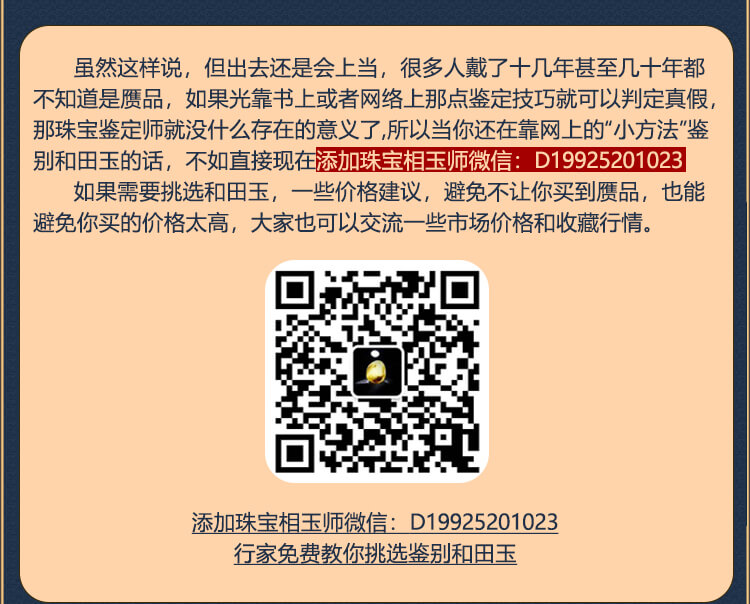 虽然这样说，但出去还是会上当，很多人戴了十几年甚至几十年都
不知道是赝品，如果光靠书上或者网络上那点鉴定技巧就可以判定真假，
那珠宝鉴定师就没什么存在的意义了,所以当你还在靠网上的“小方法”鉴
别和田玉的话，不如直接现在添加珠宝相玉师微信：D19925201023
如果需要挑选和田玉，一些价格建议，避免不让你买到赝品，也能
避免你买的价格太高，大家也可以交流一些市场价格和收藏行情。
添加珠宝相玉师微信：D19925201023
行家免费教你挑选鉴别和田玉